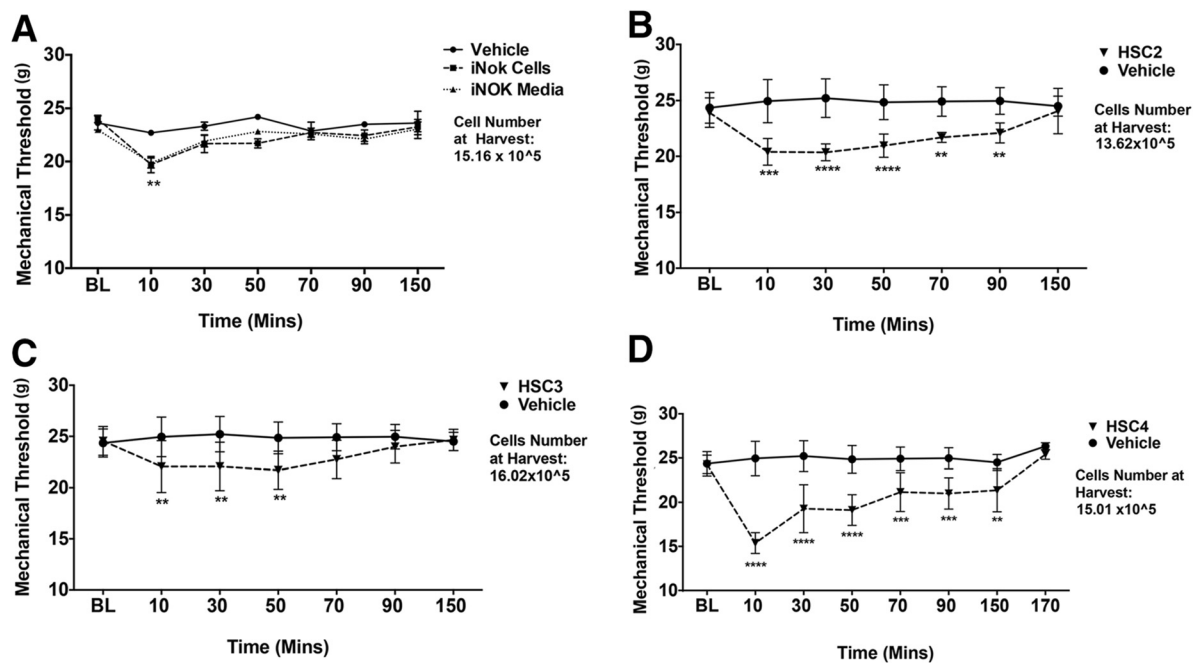 A
Mechanical Threshold (g)
30
25
20
15
10
**
BL 10 30 50 70 90 150
Time (Mins)
Vehicle
iNok Cells
iNOK Media
Cell Number
at Harvest:
15.16 x 10^5
B
Mechanical Threshold (g)
30
25
20
15
10
*** **** **** ** **
BL 10 30 50 70 90 150
Time (Mins)
HSC2
Vehicle
Cells Number
at Harvest:
13.62x10^5
C
Mechanical Threshold (g)
30
25
20
15
10
** ** **
BL 10 30 50 70 90 150
Time (Mins)
HSC3
Vehicle
Cells Number
at Harvest:
16.02x10^5
D
Mechanical Threshold (g)
30
25
20
15
10
**** **** **** *** *** **
BL 10 30 50 70 90 150 170
Time (Mins)
HSC4
Vehicle
Cells Number at
Harvest:
15.01 x10^5